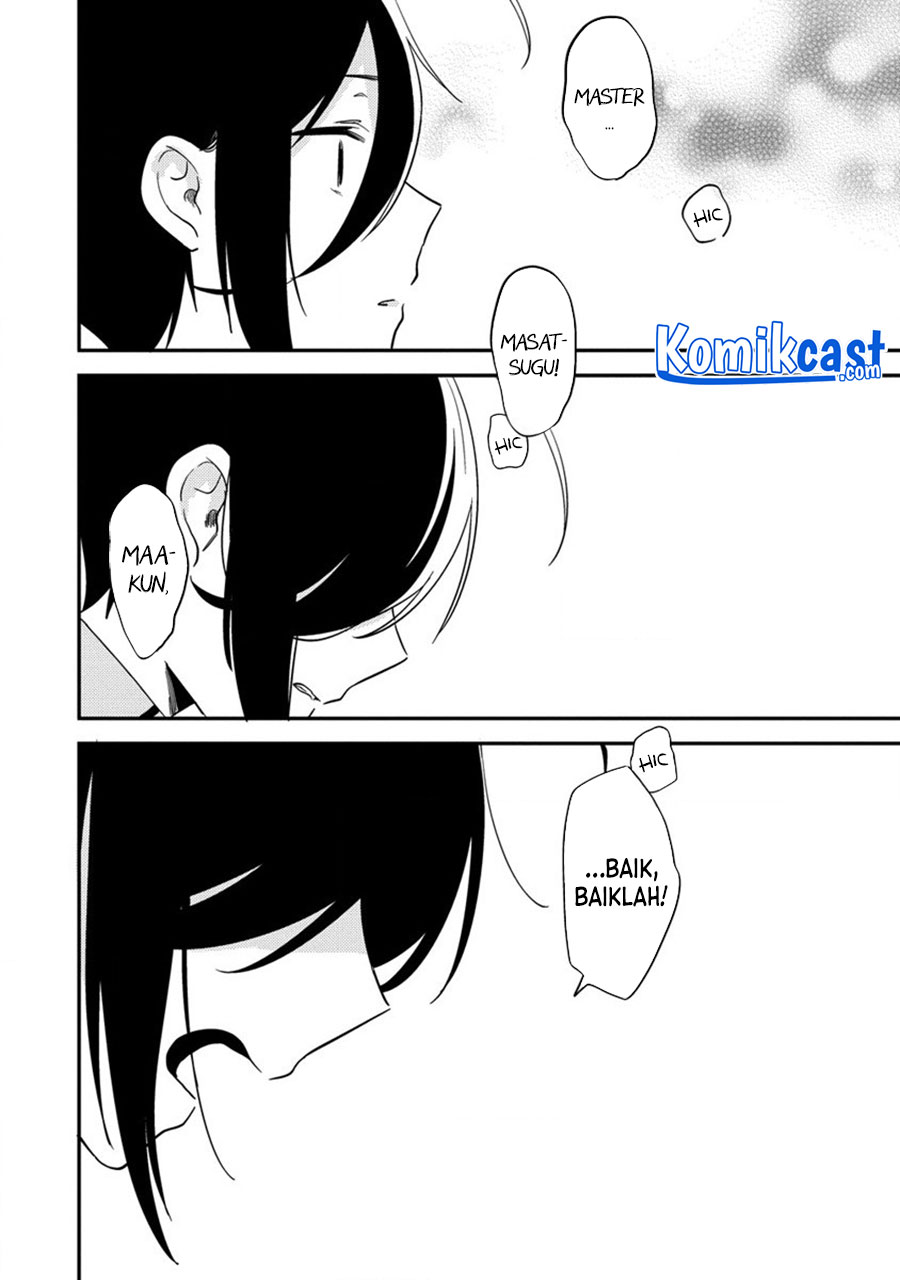 MASTER
...
HIC
MASAT-
SUGU!
HIC
Komikcast
.com
MAA-
KUN,
HIC
...BAIK,
BAIKLAH!